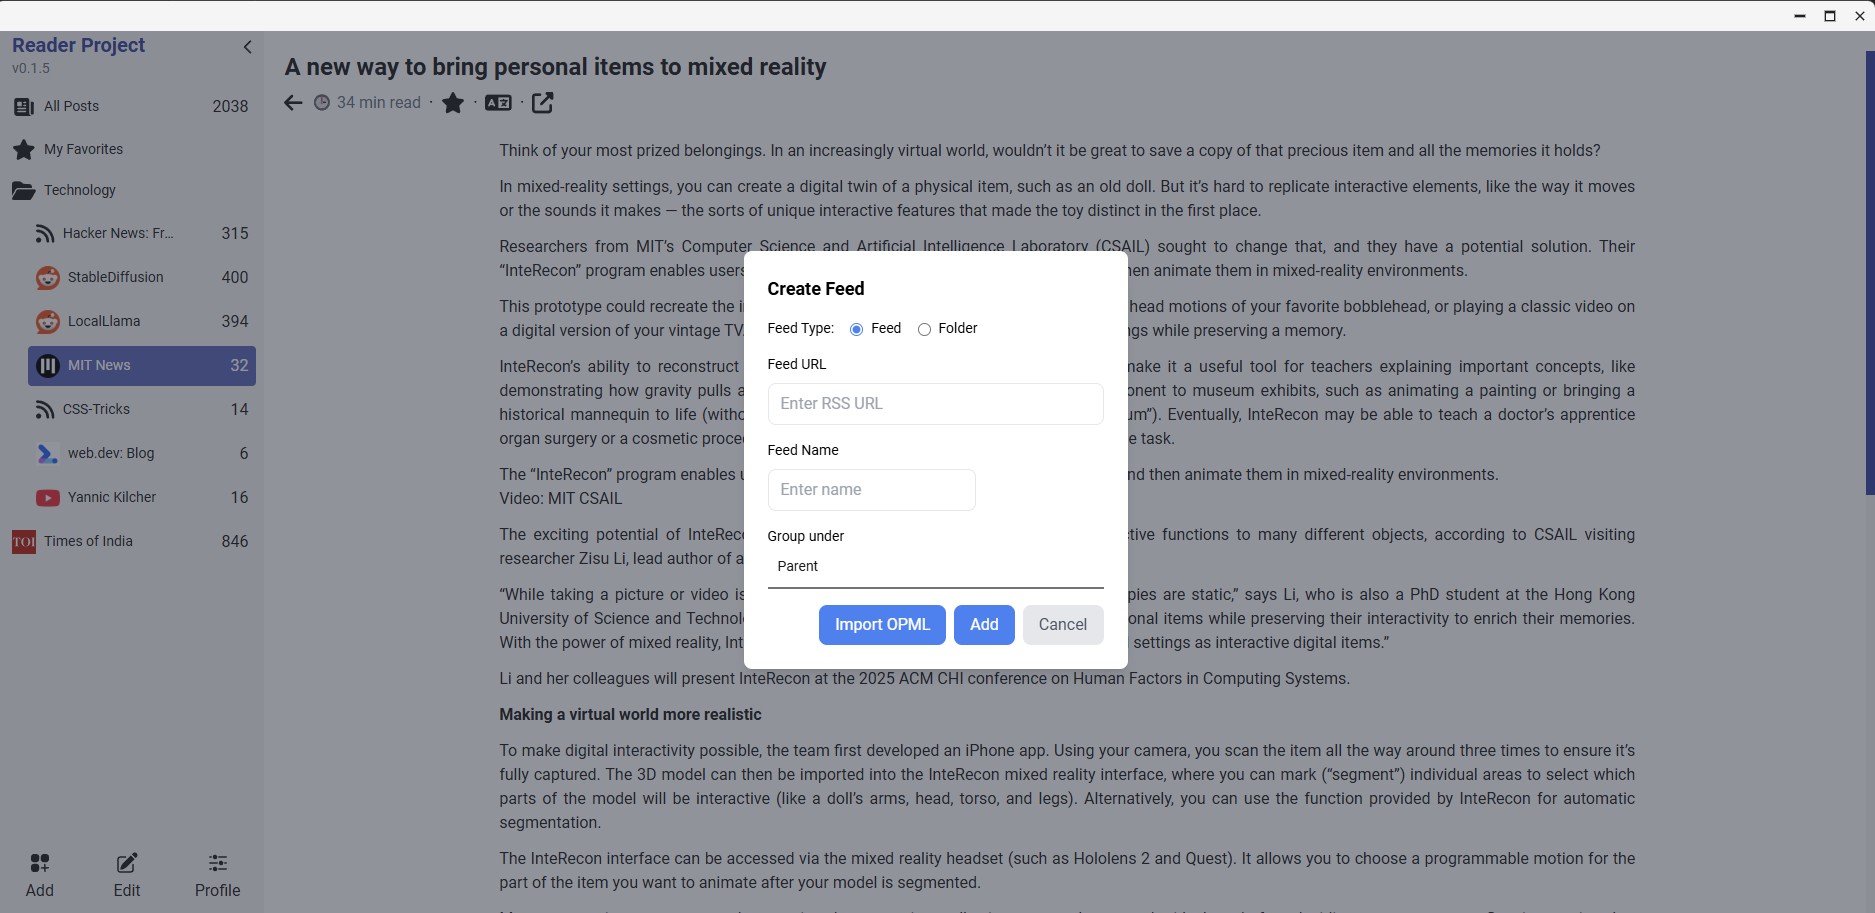 Reader Project
v0.1.5
All Posts 2038
My Favorites
Technology
Hacker News: Fr... 315
StableDiffusion 400
LocalLlama 394
MIT News 32
CSS-Tricks 14
web.dev: Blog 6
Yannic Kilcher 16
TOI Times of India 846
Add Edit Profile
A new way to bring personal items to mixed reality
34 min read · · ·
Think of your most prized belongings. In an increasingly virtual world, wouldn’t it be great to save a copy of that precious item and all the memories it holds?
In mixed-reality settings, you can create a digital twin of a physical item, such as an old doll. But it’s hard to replicate interactive elements, like the way it moves
or the sounds it makes — the sorts of unique interactive features that made the toy distinct in the first place.
Researchers from MIT’s Computer Science and Artificial Intelligence Laboratory (CSAIL) sought to change that, and they have a potential solution. Their
“InteRecon” program enables users hen animate them in mixed-reality environments.
This prototype could recreate the head motions of your favorite bobblehead, or playing a classic video on
a digital version of your vintage TV. ngs while preserving a memory.
InteRecon’s ability to reconstruct make it a useful tool for teachers explaining important concepts, like
demonstrating how gravity pulls onent to museum exhibits, such as animating a painting or bringing a
historical mannequin to life (witho um”). Eventually, InteRecon may be able to teach a doctor’s apprentice
organ surgery or a cosmetic proce e task.
The “InteRecon” program enables nd then animate them in mixed-reality environments.
Video: MIT CSAIL
The exciting potential of InteRec ctive functions to many different objects, according to CSAIL visiting
researcher Zisu Li, lead author of a
“While taking a picture or video is pies are static,” says Li, who is also a PhD student at the Hong Kong
University of Science and Technol onal items while preserving their interactivity to enrich their memories.
With the power of mixed reality, Int settings as interactive digital items.”
Li and her colleagues will present InteRecon at the 2025 ACM CHI conference on Human Factors in Computing Systems.
Making a virtual world more realistic
To make digital interactivity possible, the team first developed an iPhone app. Using your camera, you scan the item all the way around three times to ensure it’s
fully captured. The 3D model can then be imported into the InteRecon mixed reality interface, where you can mark (“segment”) individual areas to select which
parts of the model will be interactive (like a doll’s arms, head, torso, and legs). Alternatively, you can use the function provided by InteRecon for automatic
segmentation.
The InteRecon interface can be accessed via the mixed reality headset (such as Hololens 2 and Quest). It allows you to choose a programmable motion for the
part of the item you want to animate after your model is segmented.
Create Feed
Feed Type: Feed Folder
Feed URL
Enter RSS URL
Feed Name
Enter name
Group under
Parent
Import OPML Add Cancel